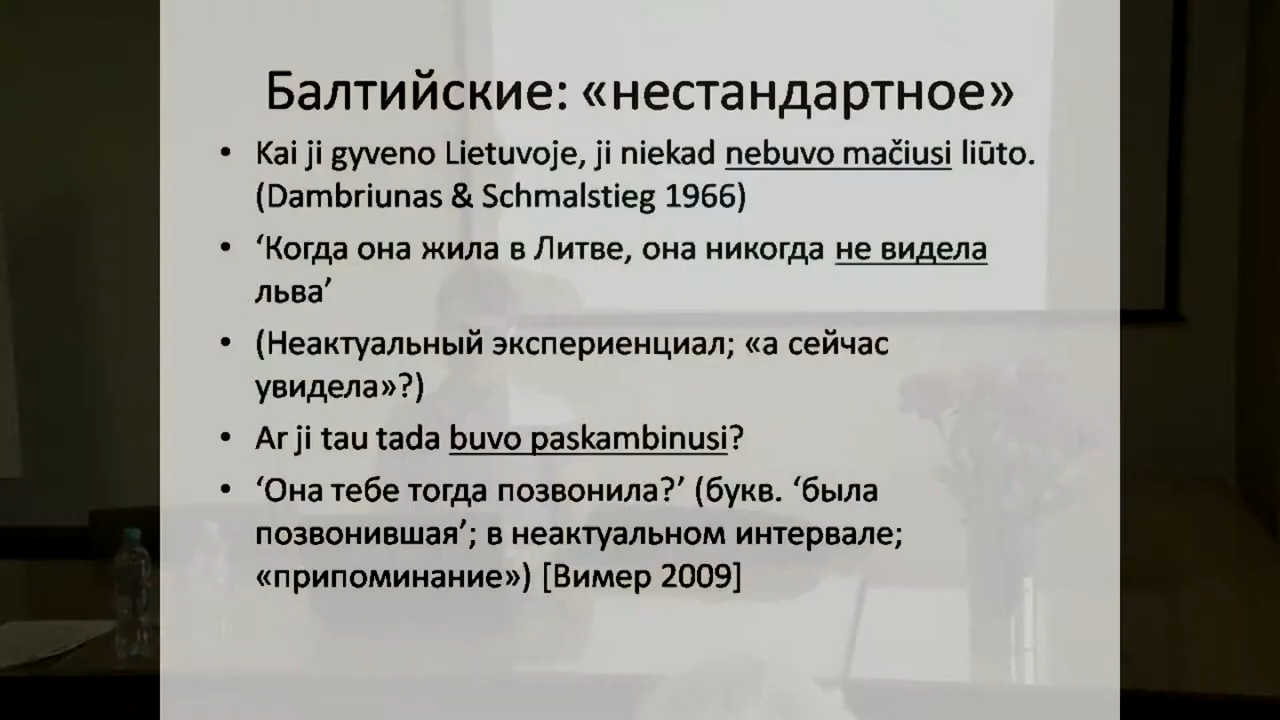 Балтийские: «нестандартное»
• Kai ji gyveno Lietuvoje, ji niekad nebuvo mačiusi liūto.
(Dambriunas & Schmalstieg 1966)
• ‘Когда она жила в Литве, она никогда не видела
льва’
• (Неактуальный экспериенциал; «а сейчас
увидела»?)
• Ar ji tau tada buvo paskambinusi?
• ‘Она тебе тогда позвонила?’ (букв. ‘была
позвонившая’; в неактуальном интервале;
«припоминание») [Вимер 2009]